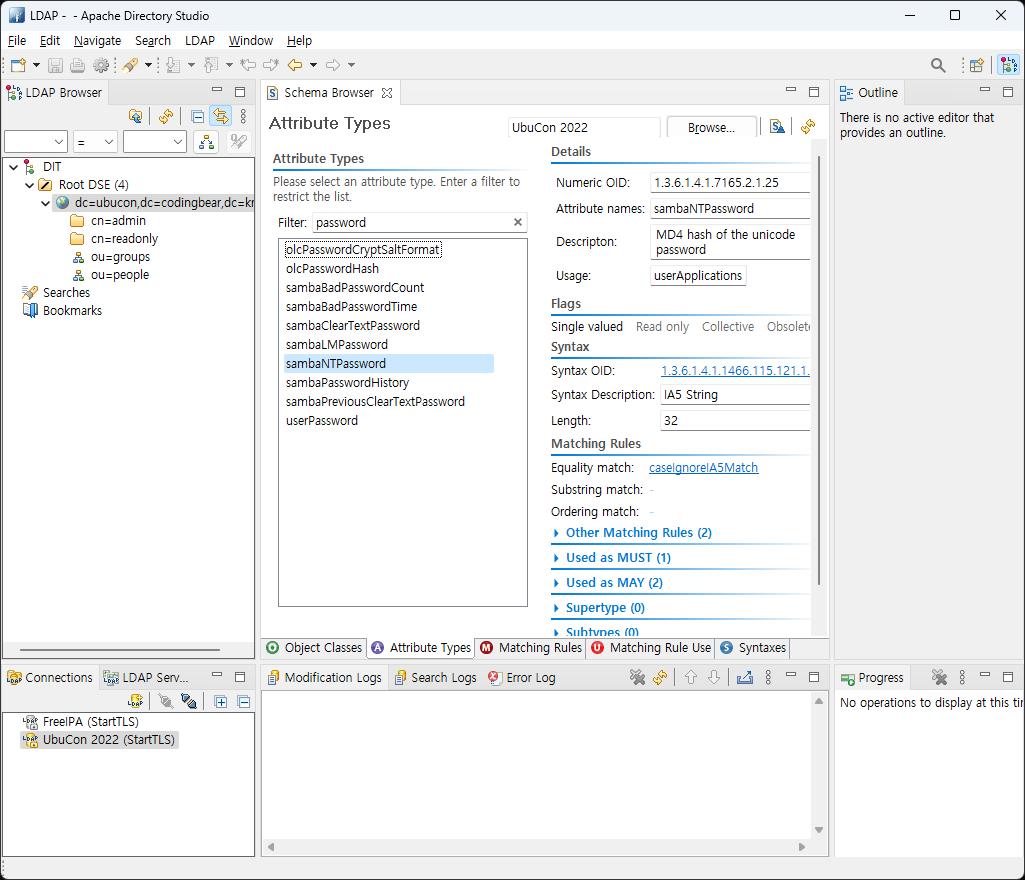 LDAP -  - Apache Directory Studio
File Edit Navigate Search LDAP Window Help
LDAP Browser
=
DIT
Root DSE (4)
dc=ubucon,dc=codingbear,dc=kr
cn=admin
cn=readonly
ou=groups
ou=people
Searches
Bookmarks
Schema Browser
Attribute Types
UbuCon 2022
Browse...
Attribute Types
Please select an attribute type. Enter a filter to
restrict the list.
Filter: password
olcPasswordCryptSaltFormat
olcPasswordHash
sambaBadPasswordCount
sambaBadPasswordTime
sambaClearTextPassword
sambaLMPassword
sambaNTPassword
sambaPasswordHistory
sambaPreviousClearTextPassword
userPassword
Details
Numeric OID: 1.3.6.1.4.1.7165.2.1.25
Attribute names: sambaNTPassword
Descripton: MD4 hash of the unicode
password
Usage: userApplications
Flags
Single valued Read only Collective Obsolete
Syntax
Syntax OID: 1.3.6.1.4.1.1466.115.121.1.
Syntax Description: IA5 String
Length: 32
Matching Rules
Equality match: caseIgnoreIA5Match
Substring match: -
Ordering match: -
Other Matching Rules (2)
Used as MUST (1)
Used as MAY (2)
Supertype (0)
Subtypes (0)
Object Classes Attribute Types Matching Rules Matching Rule Use Syntaxes
Outline
There is no active editor that
provides an outline.
Connections LDAP Serv...
FreeIPA (StartTLS)
UbuCon 2022 (StartTLS)
Modification Logs Search Logs Error Log
Progress
No operations to display at this tir